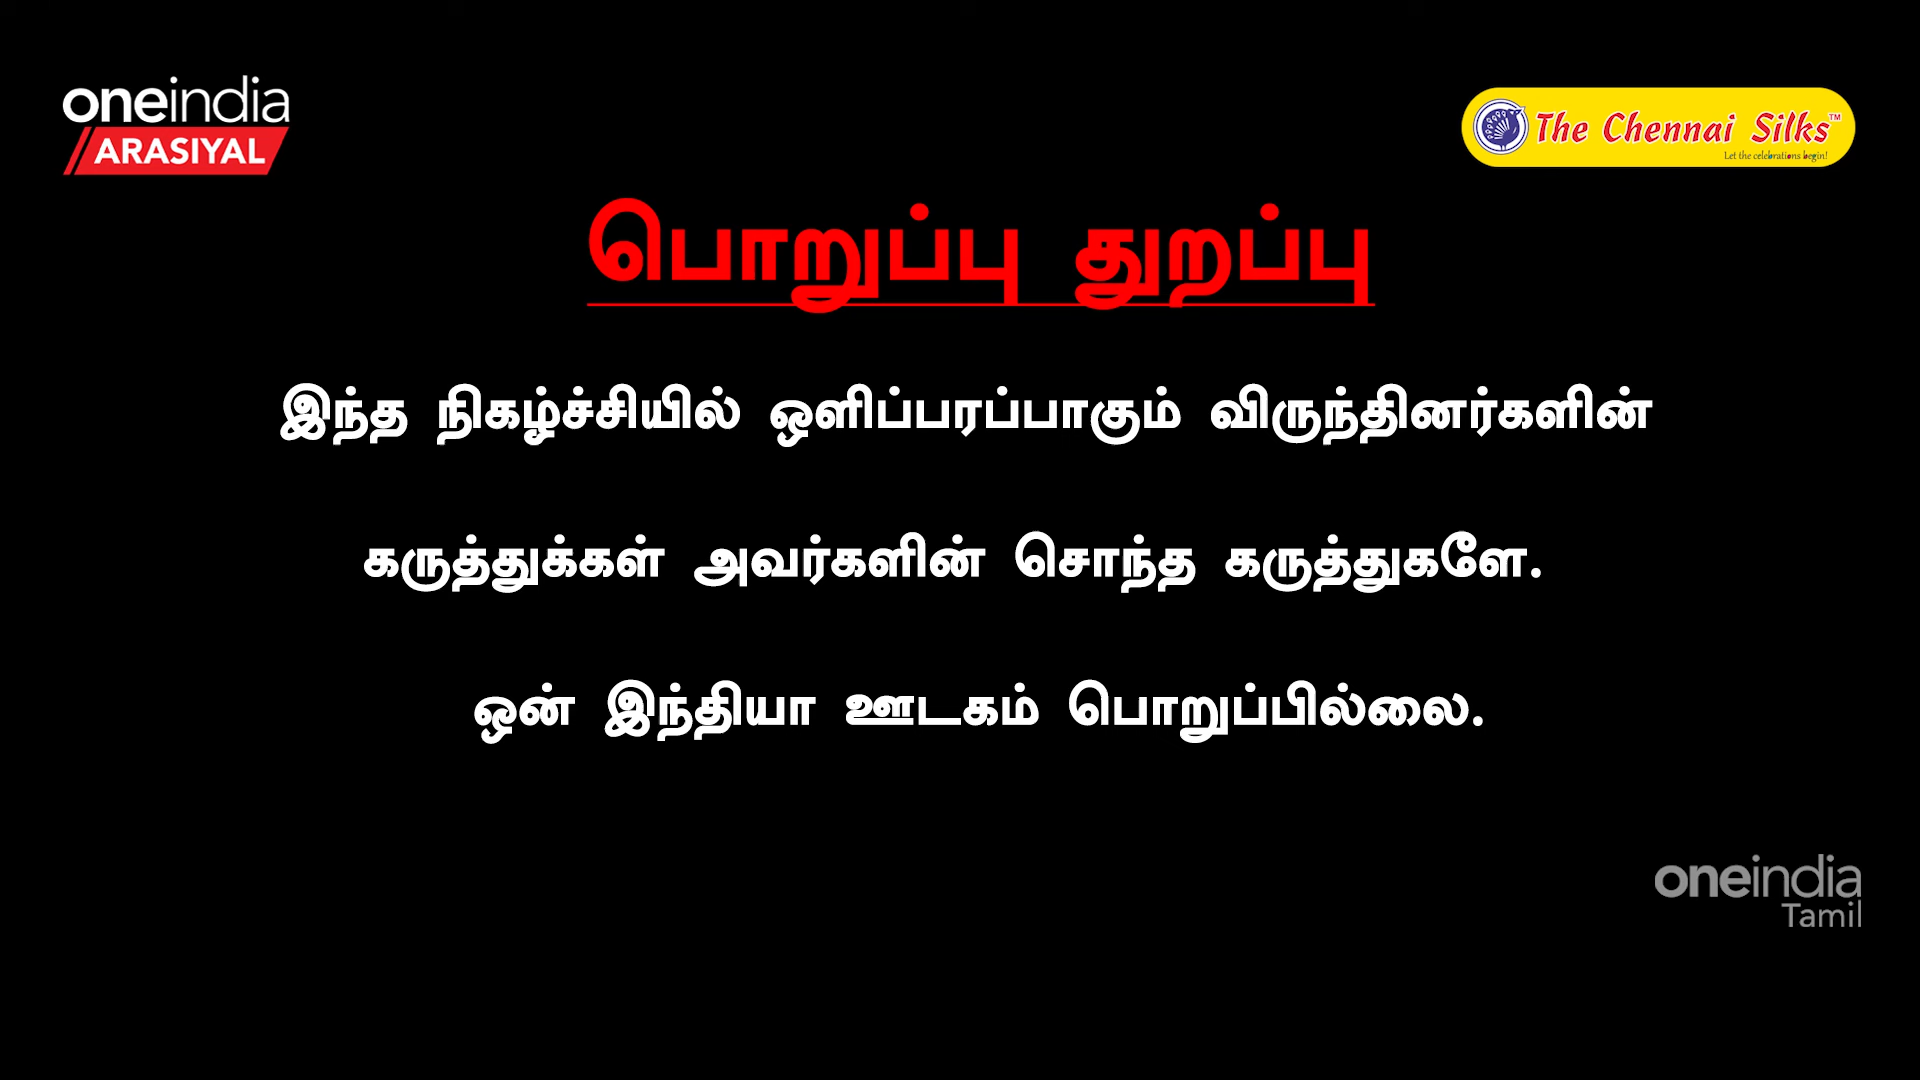 oneindia
ARASIYAL
The Chennai Silks™
Let the celebrations begin!
பொறுப்பு துறப்பு
இந்த நிகழ்ச்சியில் ஒளிப்பரப்பாகும் விருந்தினர்களின்
கருத்துக்கள் அவர்களின் சொந்த கருத்துகளே.
ஒன் இந்தியா ஊடகம் பொறுப்பில்லை.
oneindia
Tamil